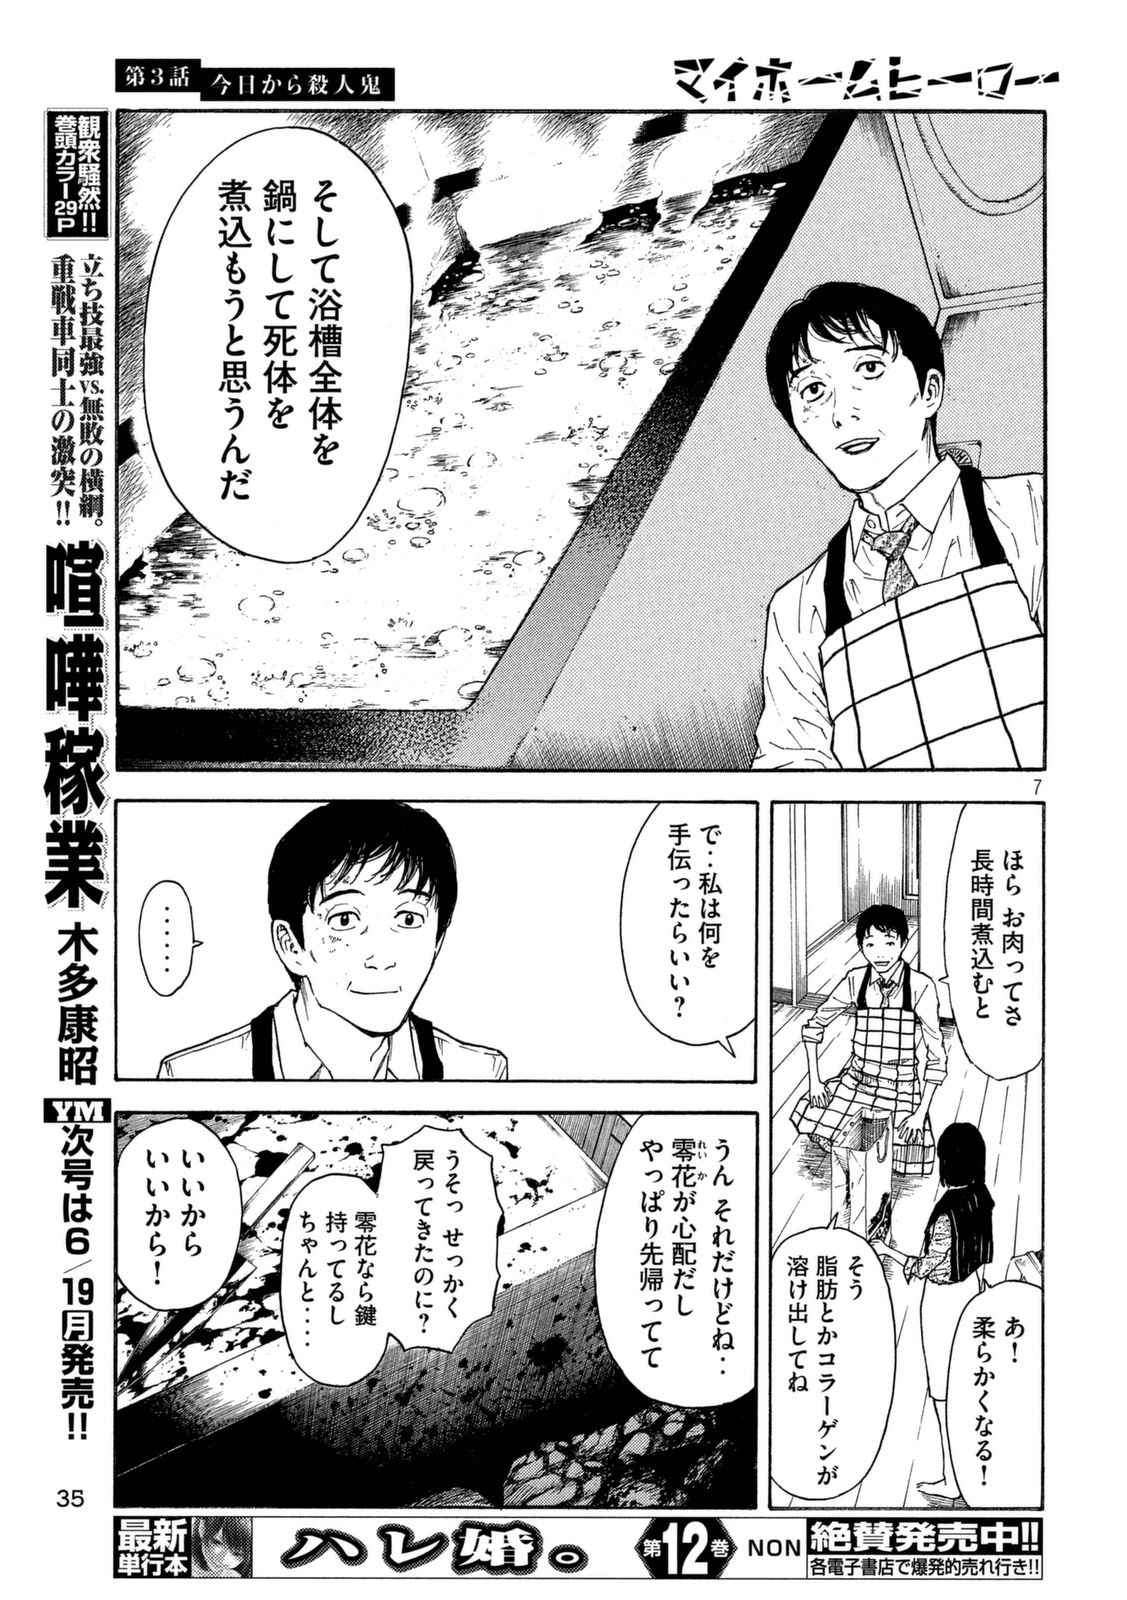 第3話
今日から殺人鬼
マイホームヒーロー
そして浴槽全体を
鍋にして死体を
煮込もうと思うんだ
7
ほら お肉ってさ
長時間煮込むと
あ!
柔らかくなる!
そう
脂肪とかコラーゲンが
溶け出してね
で‥私は何を
手伝ったらいい?
‥‥‥
うん それだけどね‥
零花が心配だし
れいか
やっぱり先帰ってて
うそっ せっかく
戻ってきたのに?
零花なら鍵
持ってるし
ちゃんと‥‥
いいから
いいから!
観衆騒然!!
巻頭カラー29P
立ち技最強vs.無敗の横綱。
重戦車同士の激突!!
喧嘩稼業
木多康昭
YM
次号は6/19月発売!!
35
最新
単行本
ハレ婚。
第12巻
NON
絶賛発売中!!
各電子書店で爆発的売れ行き!!